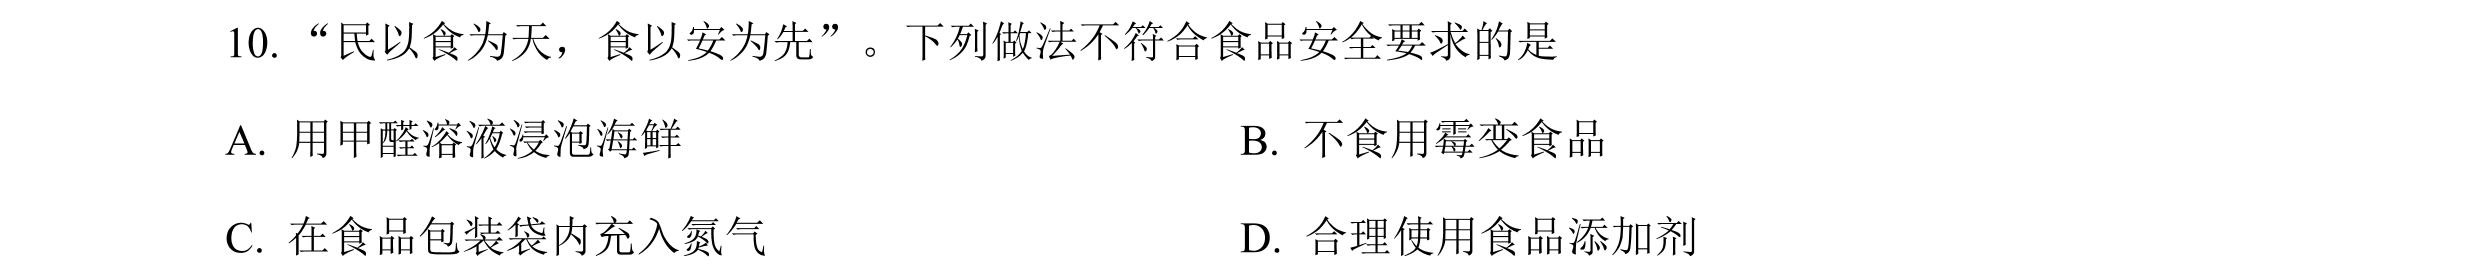 10. “民以食为天，食以安为先”。下列做法不符合食品安全要求的是
A. 用甲醛溶液浸泡海鲜 B. 不食用霉变食品
C. 在食品包装袋内充入氮气 D. 合理使用食品添加剂